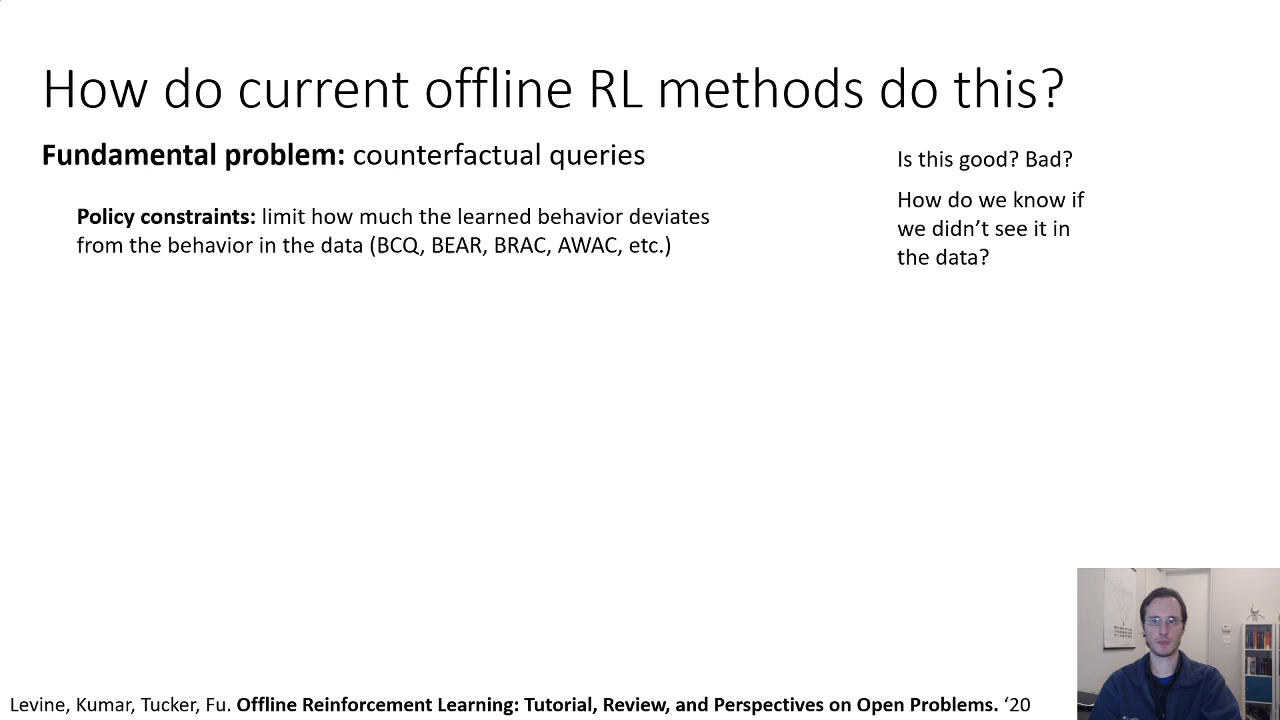 How do current offline RL methods do this?
Fundamental problem: counterfactual queries
Policy constraints: limit how much the learned behavior deviates
from the behavior in the data (BCQ, BEAR, BRAC, AWAC, etc.)
Is this good? Bad?
How do we know if
we didn’t see it in
the data?
Levine, Kumar, Tucker, Fu. Offline Reinforcement Learning: Tutorial, Review, and Perspectives on Open Problems. ‘20